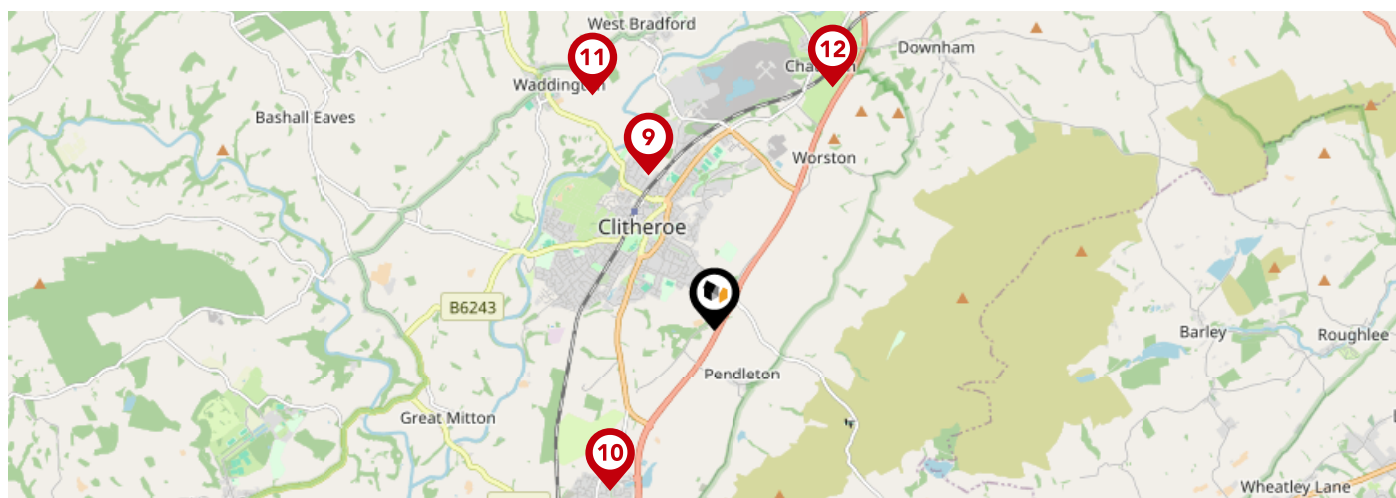 West Bradford
11
12
Downham
Waddington
Bashall Eaves
9
Worston
Clitheroe
B6243
Barley
Roughlee
Pendleton
Great Mitton
10
Wheatley Lane